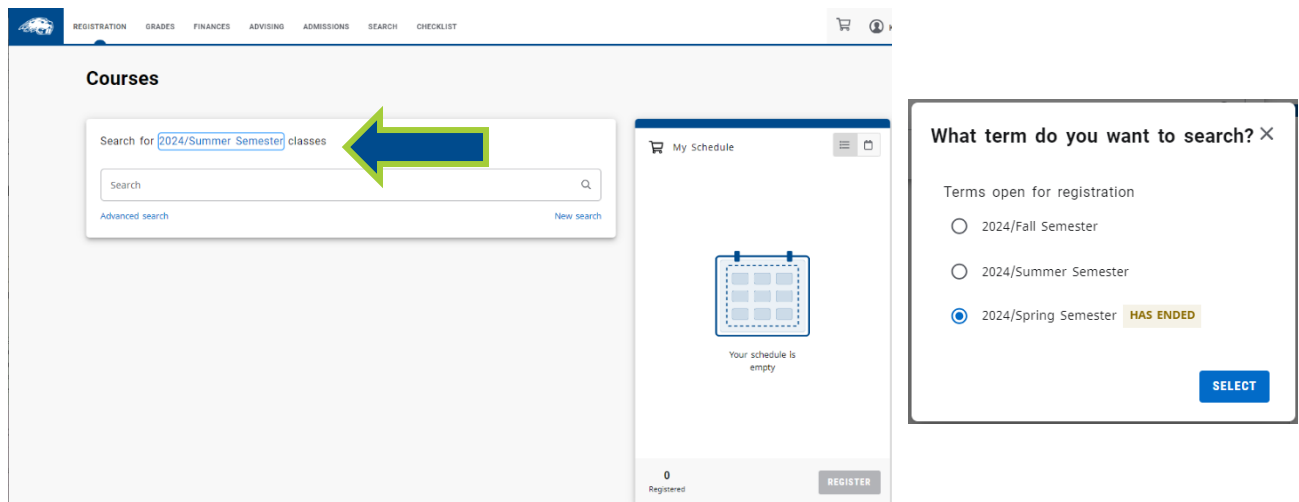 REGISTRATION GRADES FINANCES ADVISING ADMISSIONS SEARCH CHECKLIST
Courses
Search for 2024/Summer Semester classes
Search
Advanced search New search
My Schedule
Your schedule is
empty
0
Registered
REGISTER
What term do you want to search?
Terms open for registration
2024/Fall Semester
2024/Summer Semester
2024/Spring Semester HAS ENDED
SELECT